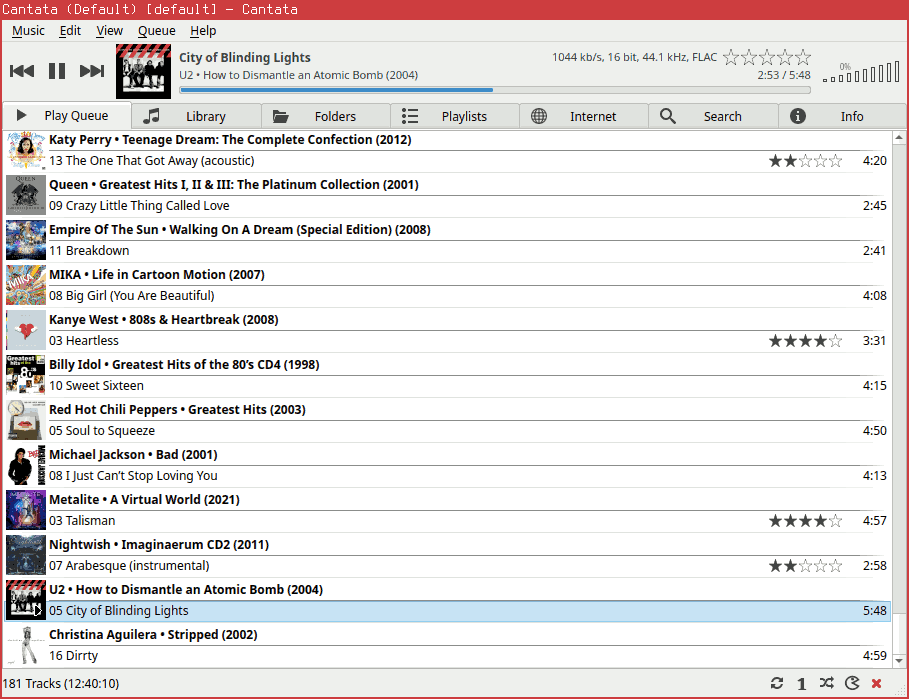 Cantata (Default) [default] – Cantata
Music Edit View Queue Help
City of Blinding Lights 1044 kb/s, 16 bit, 44.1 kHz, FLAC
U2 • How to Dismantle an Atomic Bomb (2004) 2:53 / 5:48 0%
Play Queue Library Folders Playlists Internet Search Info
Katy Perry • Teenage Dream: The Complete Confection (2012)
13 The One That Got Away (acoustic) 4:20
Queen • Greatest Hits I, II & III: The Platinum Collection (2001)
09 Crazy Little Thing Called Love 2:45
Empire Of The Sun • Walking On A Dream (Special Edition) (2008)
11 Breakdown 2:41
MIKA • Life in Cartoon Motion (2007)
08 Big Girl (You Are Beautiful) 4:08
Kanye West • 808s & Heartbreak (2008)
03 Heartless 3:31
Billy Idol • Greatest Hits of the 80's CD4 (1998)
10 Sweet Sixteen 4:15
Red Hot Chili Peppers • Greatest Hits (2003)
05 Soul to Squeeze 4:50
Michael Jackson • Bad (2001)
08 I Just Can't Stop Loving You 4:13
Metalite • A Virtual World (2021)
03 Talisman 4:57
Nightwish • Imaginaerum CD2 (2011)
07 Arabesque (instrumental) 2:58
U2 • How to Dismantle an Atomic Bomb (2004)
05 City of Blinding Lights 5:48
Christina Aguilera • Stripped (2002)
16 Dirrty 4:59
181 Tracks (12:40:10) 1